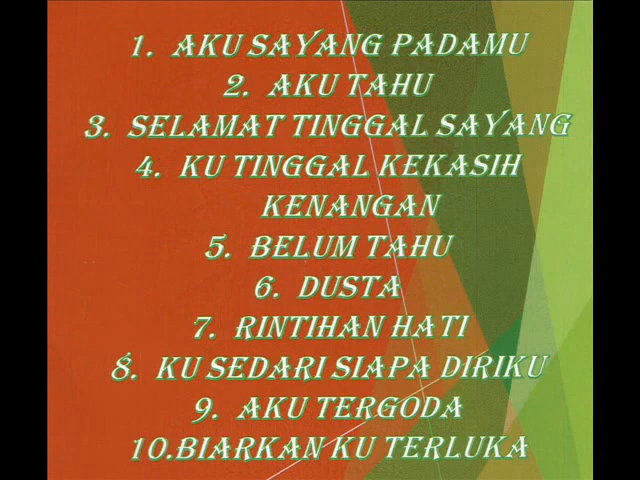 1. AKU SAYANG PADAMU
2. AKU TAHU
3. SELAMAT TINGGAL SAYANG
4. KU TINGGAL KEKASIH
KENANGAN
5. BELUM TAHU
6. DUSTA
7. RINTIHAN HATI
8. KU SEDARI SIAPA DIRIKU
9. AKU TERGODA
10.BIARKAN KU TERLUKA